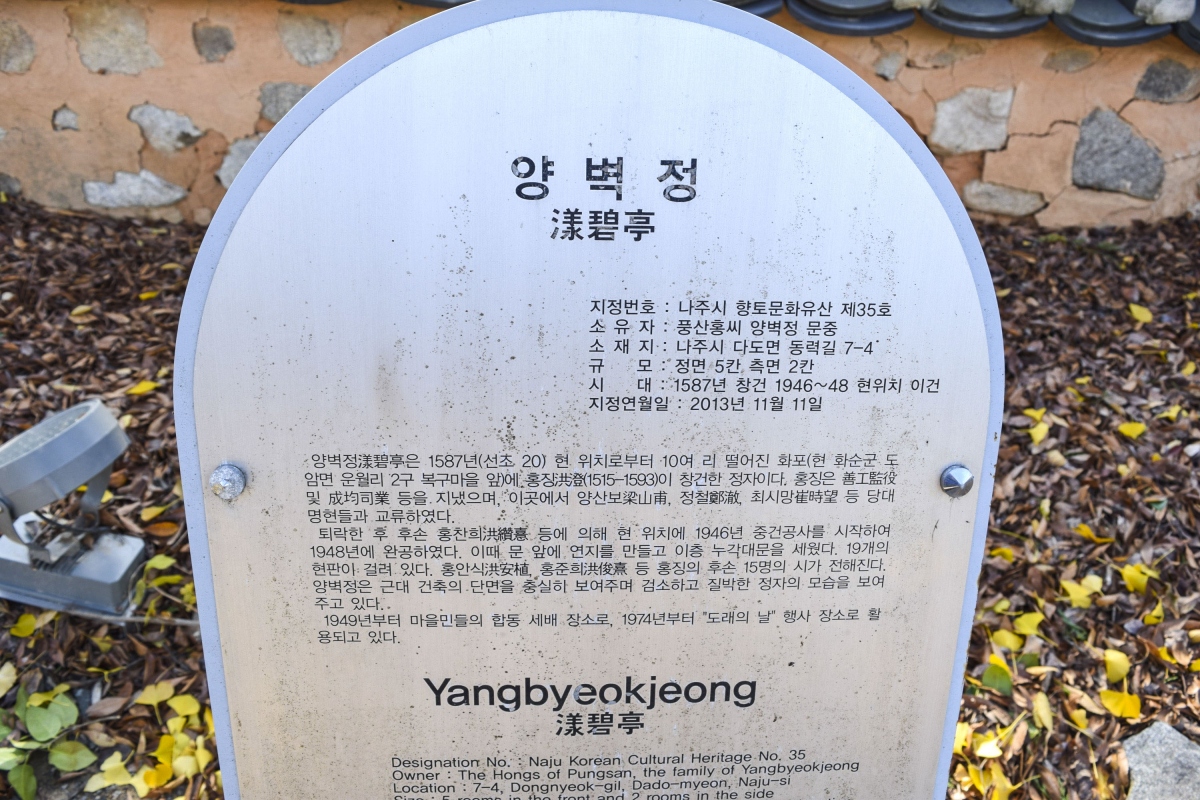 양벽정
漾碧亭
지정번호 : 나주시 향토문화유산 제35호
소 유 자 : 풍산홍씨 양벽정 문중
소 재 지 : 나주시 다도면 동력길 7-4
규 모 : 정면 5칸 측면 2칸
시 대 : 1587년 창건 1946~48 현위치 이건
지정연월일 : 2013년 11월 11일
양벽정漾碧亭은 1587년(선조 20) 현 위치로부터 10여 리 떨어진 화포(현 화순군 도
암면 운월리 2구 복구마을 앞)에 홍징洪澄(1515-1593)이 창건한 정자이다. 홍징은 善工監役
및 成均司業 등을 지냈으며, 이곳에서 양산보梁山甫, 정철鄭澈, 최시망崔時望 등 당대
명현들과 교류하였다.
퇴락한 후 후손 홍찬희洪纘憙 등에 의해 현 위치에 1946년 중건공사를 시작하여
1948년에 완공하였다. 이때 문 앞에 연지를 만들고 이층 누각대문을 세웠다. 19개의
현판이 걸려 있다. 홍안식洪安植, 홍준희洪俊憙 등 홍징의 후손 15명의 시가 전해진다.
양벽정은 근대 건축의 단면을 충실히 보여주며 검소하고 질박한 정자의 모습을 보여
주고 있다.
1949년부터 마을민들의 합동 세배 장소로, 1974년부터 "도래의 날" 행사 장소로 활
용되고 있다.
Yangbyeokjeong
漾碧亭
Designation No. : Naju Korean Cultural Heritage No. 35
Owner : The Hongs of Pungsan, the family of Yangbyeokjeong
Location : 7-4, Dongnyeok-gil, Dado-myeon, Naju-si
Size : 5 rooms in the front and 2 rooms in the side